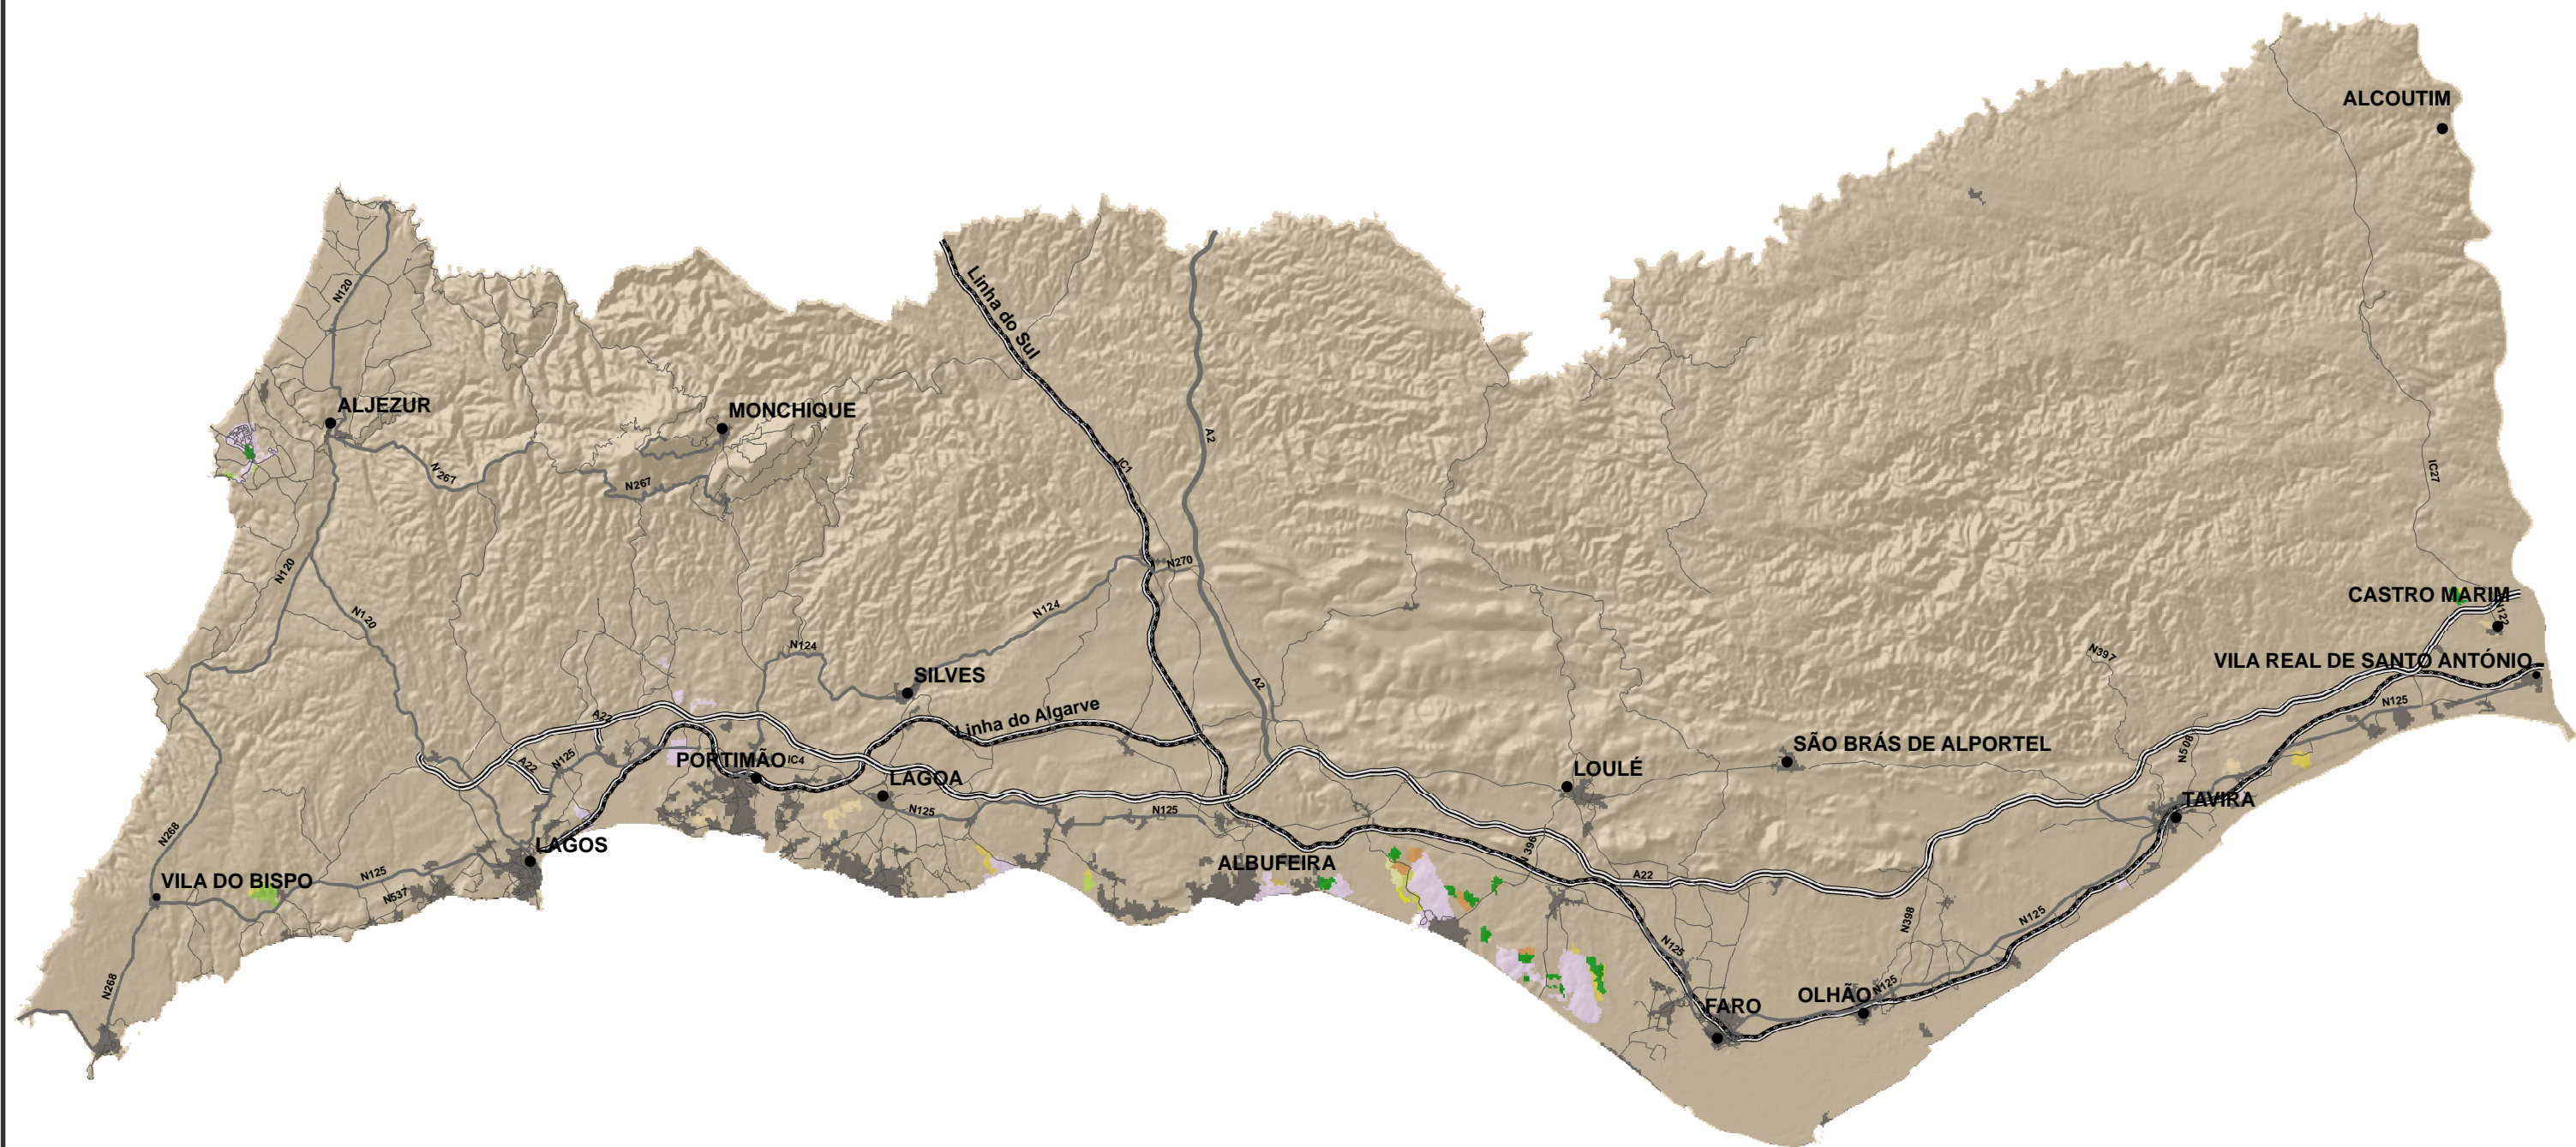 ALCOUTIM
N120
Linha do Sul
ALJEZUR
MONCHIQUE
A2
IC1
N267
N267
IC27
N270
N120
N120
N124
CASTRO MARIM
N122
N124
N397
VILA REAL DE SANTO ANTÓNIO
SILVES
A2
N125
Linha do Algarve
A22
N508
SÃO BRÁS DE ALPORTEL
N125
A22
PORTIMÃO
IC4
LOULÉ
LAGOA
TAVIRA
N125
N125
N268
LAGOS
N396
ALBUFEIRA
N125
VILA DO BISPO
A22
N537
N125
N398
N125
N268
N125
OLHÃO
FARO